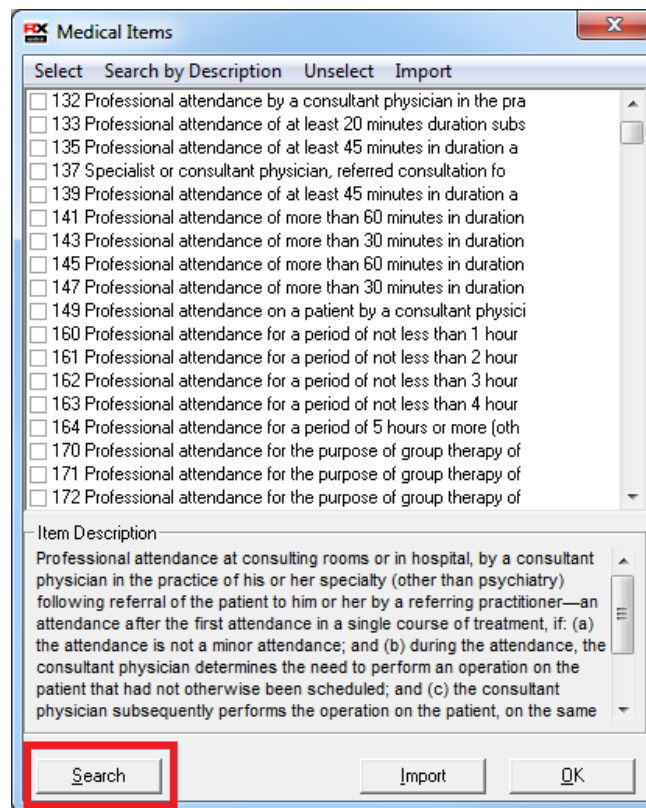 RX Medical Items
Select Search by Description Unselect Import
132 Professional attendance by a consultant physician in the pra
133 Professional attendance of at least 20 minutes duration subs
135 Professional attendance of at least 45 minutes in duration a
137 Specialist or consultant physician, referred consultation fo
139 Professional attendance of at least 45 minutes in duration a
141 Professional attendance of more than 60 minutes in duration
143 Professional attendance of more than 30 minutes in duration
145 Professional attendance of more than 60 minutes in duration
147 Professional attendance of more than 30 minutes in duration
149 Professional attendance on a patient by a consultant physici
160 Professional attendance for a period of not less than 1 hour
161 Professional attendance for a period of not less than 2 hour
162 Professional attendance for a period of not less than 3 hour
163 Professional attendance for a period of not less than 4 hour
164 Professional attendance for a period of 5 hours or more (oth
170 Professional attendance for the purpose of group therapy of
171 Professional attendance for the purpose of group therapy of
172 Professional attendance for the purpose of group therapy of
Item Description
Professional attendance at consulting rooms or in hospital, by a consultant
physician in the practice of his or her specialty (other than psychiatry)
following referral of the patient to him or her by a referring practitioner—an
attendance after the first attendance in a single course of treatment, if: (a)
the attendance is not a minor attendance; and (b) during the attendance, the
consultant physician determines the need to perform an operation on the
patient that had not otherwise been scheduled; and (c) the consultant
physician subsequently performs the operation on the patient, on the same
Search Import OK